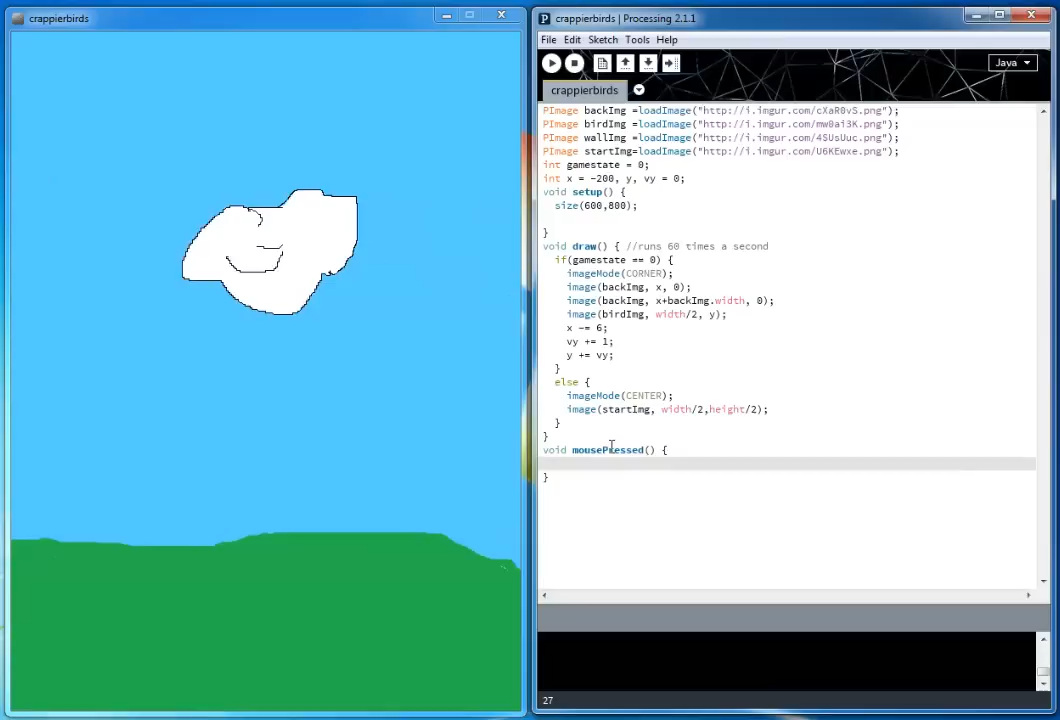 crappierbirds
crappierbirds | Processing 2.1.1
File Edit Sketch Tools Help
Java
crappierbirds
PImage backImg =loadImage("http://i.imgur.com/cXaR0vS.png");
PImage birdImg =loadImage("http://i.imgur.com/mw0ai3K.png");
PImage wallImg =loadImage("http://i.imgur.com/4SUsUuc.png");
PImage startImg=loadImage("http://i.imgur.com/U6KEwxe.png");
int gamestate = 0;
int x = -200, y, vy = 0;
void setup() {
size(600,800);
}
void draw() { //runs 60 times a second
if(gamestate == 0) {
imageMode(CORNER);
image(backImg, x, 0);
image(backImg, x+backImg.width, 0);
image(birdImg, width/2, y);
x -= 6;
vy += 1;
y += vy;
}
else {
imageMode(CENTER);
image(startImg, width/2,height/2);
}
}
void mousePressed() {
}
27